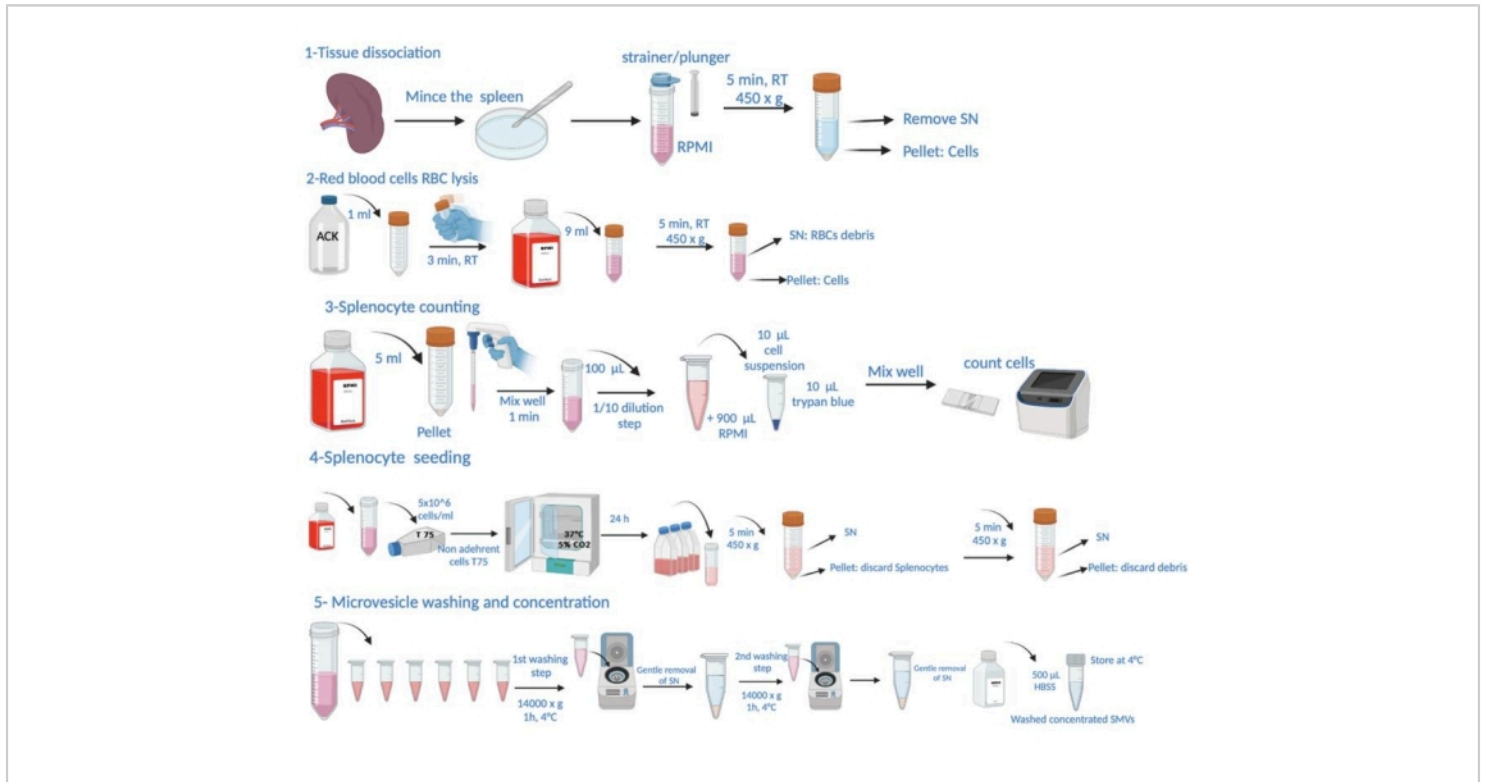 1-Tissue dissociation
Mince the spleen
strainer/plunger
RPMI
5 min, RT
450 x g
Remove SN
Pellet: Cells
2-Red blood cells RBC lysis
ACK
1 ml
3 min, RT
RPMI
9 ml
5 min, RT
450 x g
SN: RBCs debris
Pellet: Cells
3-Splenocyte counting
RPMI
5 ml
Pellet
Mix well
1 min
100 µL
1/10 dilution
step
+ 900 µL
RPMI
10 µL
cell
suspension
10 µL
trypan blue
Mix well
count cells
4-Splenocyte seeding
5x10^6
cells/ml
T 75
Non adehrent
cells T75
37°C
5% CO2
24 h
5 min
450 x g
SN
Pellet: discard Splenocytes
5 min
450 x g
SN
Pellet: discard debris
5- Microvesicle washing and concentration
1st washing
step
14000 x g
1h, 4°C
Gentle removal
of SN
2nd washing
step
14000 x g
1h, 4°C
Gentle removal
of SN
500 µL
HBSS
Store at 4°C
Washed concentrated SMVs